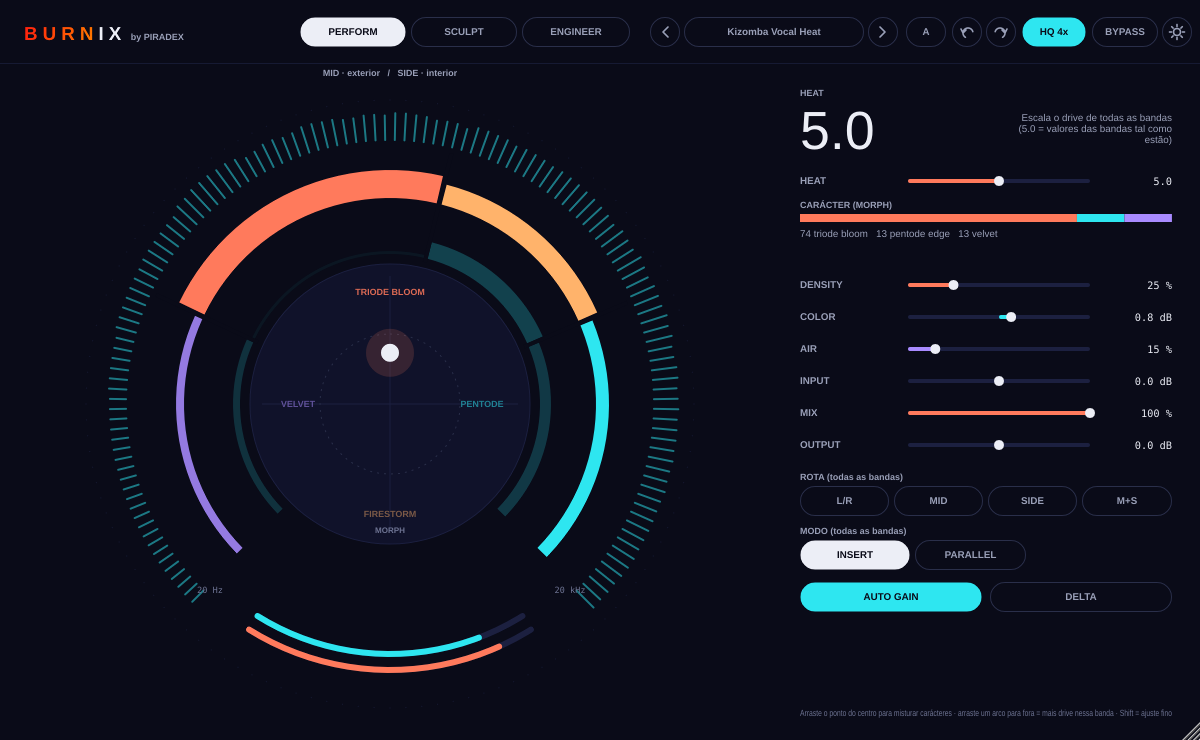 BURNIX by PIRADEX
PERFORM
SCULPT
ENGINEER
Kizomba Vocal Heat
A
HQ 4x
BYPASS
MID · exterior / SIDE · interior
HEAT
5.0
Escala o drive de todas as bandas
(5.0 = valores das bandas tal como
estão)
HEAT 5.0
CARÁCTER (MORPH)
74 triode bloom 13 pentode edge 13 velvet
DENSITY 25 %
COLOR 0.8 dB
AIR 15 %
INPUT 0.0 dB
MIX 100 %
OUTPUT 0.0 dB
ROTA (todas as bandas)
L/R
MID
SIDE
M+S
MODO (todas as bandas)
INSERT
PARALLEL
AUTO GAIN
DELTA
TRIODE BLOOM
VELVET
PENTODE
FIRESTORM
MORPH
20 Hz
20 kHz
Arraste o ponto do centro para misturar carácteres · arraste um arco para fora = mais drive nessa banda · Shift = ajuste fino